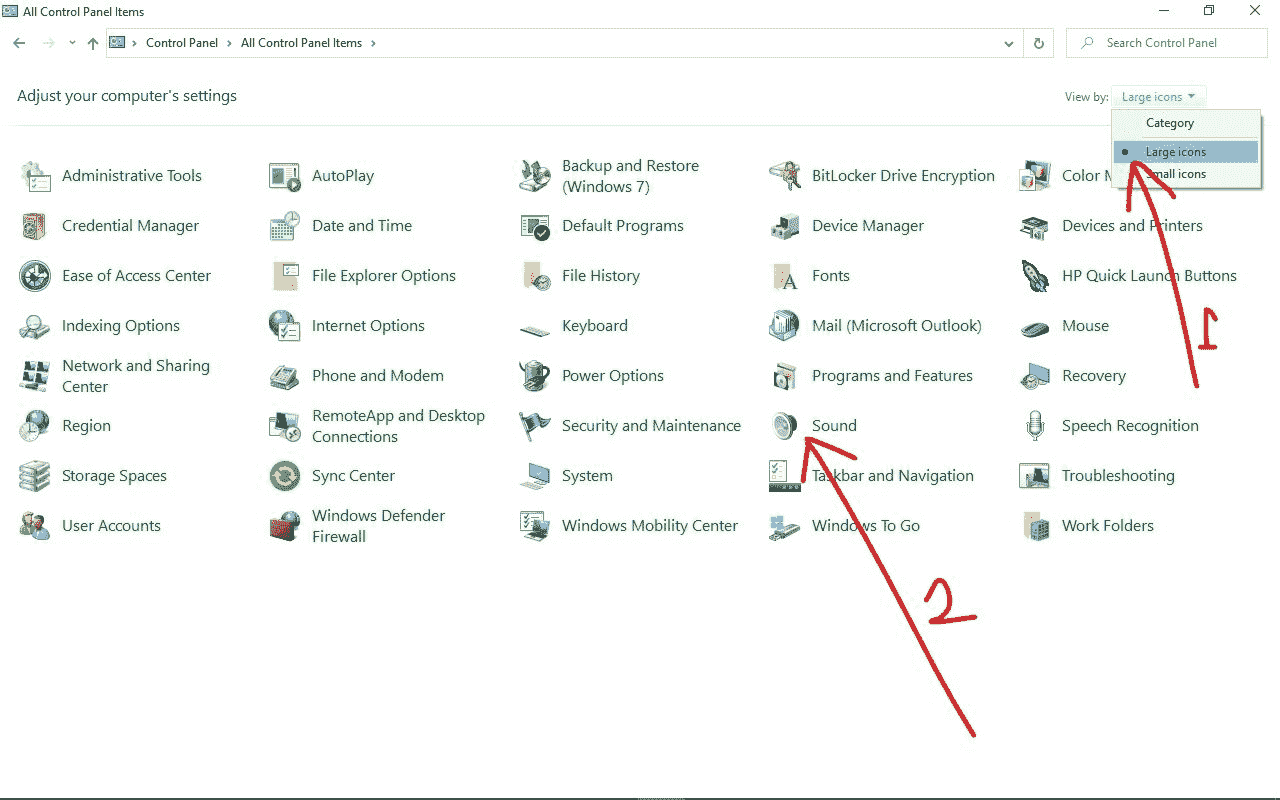 All Control Panel Items
Control Panel > All Control Panel Items >
Search Control Panel
Adjust your computer's settings
View by: Large icons
Category
Large icons
Small icons
Administrative Tools
AutoPlay
Backup and Restore
(Windows 7)
BitLocker Drive Encryption
Color M
Credential Manager
Date and Time
Default Programs
Device Manager
Devices and Printers
Ease of Access Center
File Explorer Options
File History
Fonts
HP Quick Launch Buttons
Indexing Options
Internet Options
Keyboard
Mail (Microsoft Outlook)
Mouse
1
Network and Sharing
Center
Phone and Modem
Power Options
Programs and Features
Recovery
Region
RemoteApp and Desktop
Connections
Security and Maintenance
Sound
Speech Recognition
Storage Spaces
Sync Center
System
Taskbar and Navigation
Troubleshooting
User Accounts
Windows Defender
Firewall
Windows Mobility Center
Windows To Go
Work Folders
2